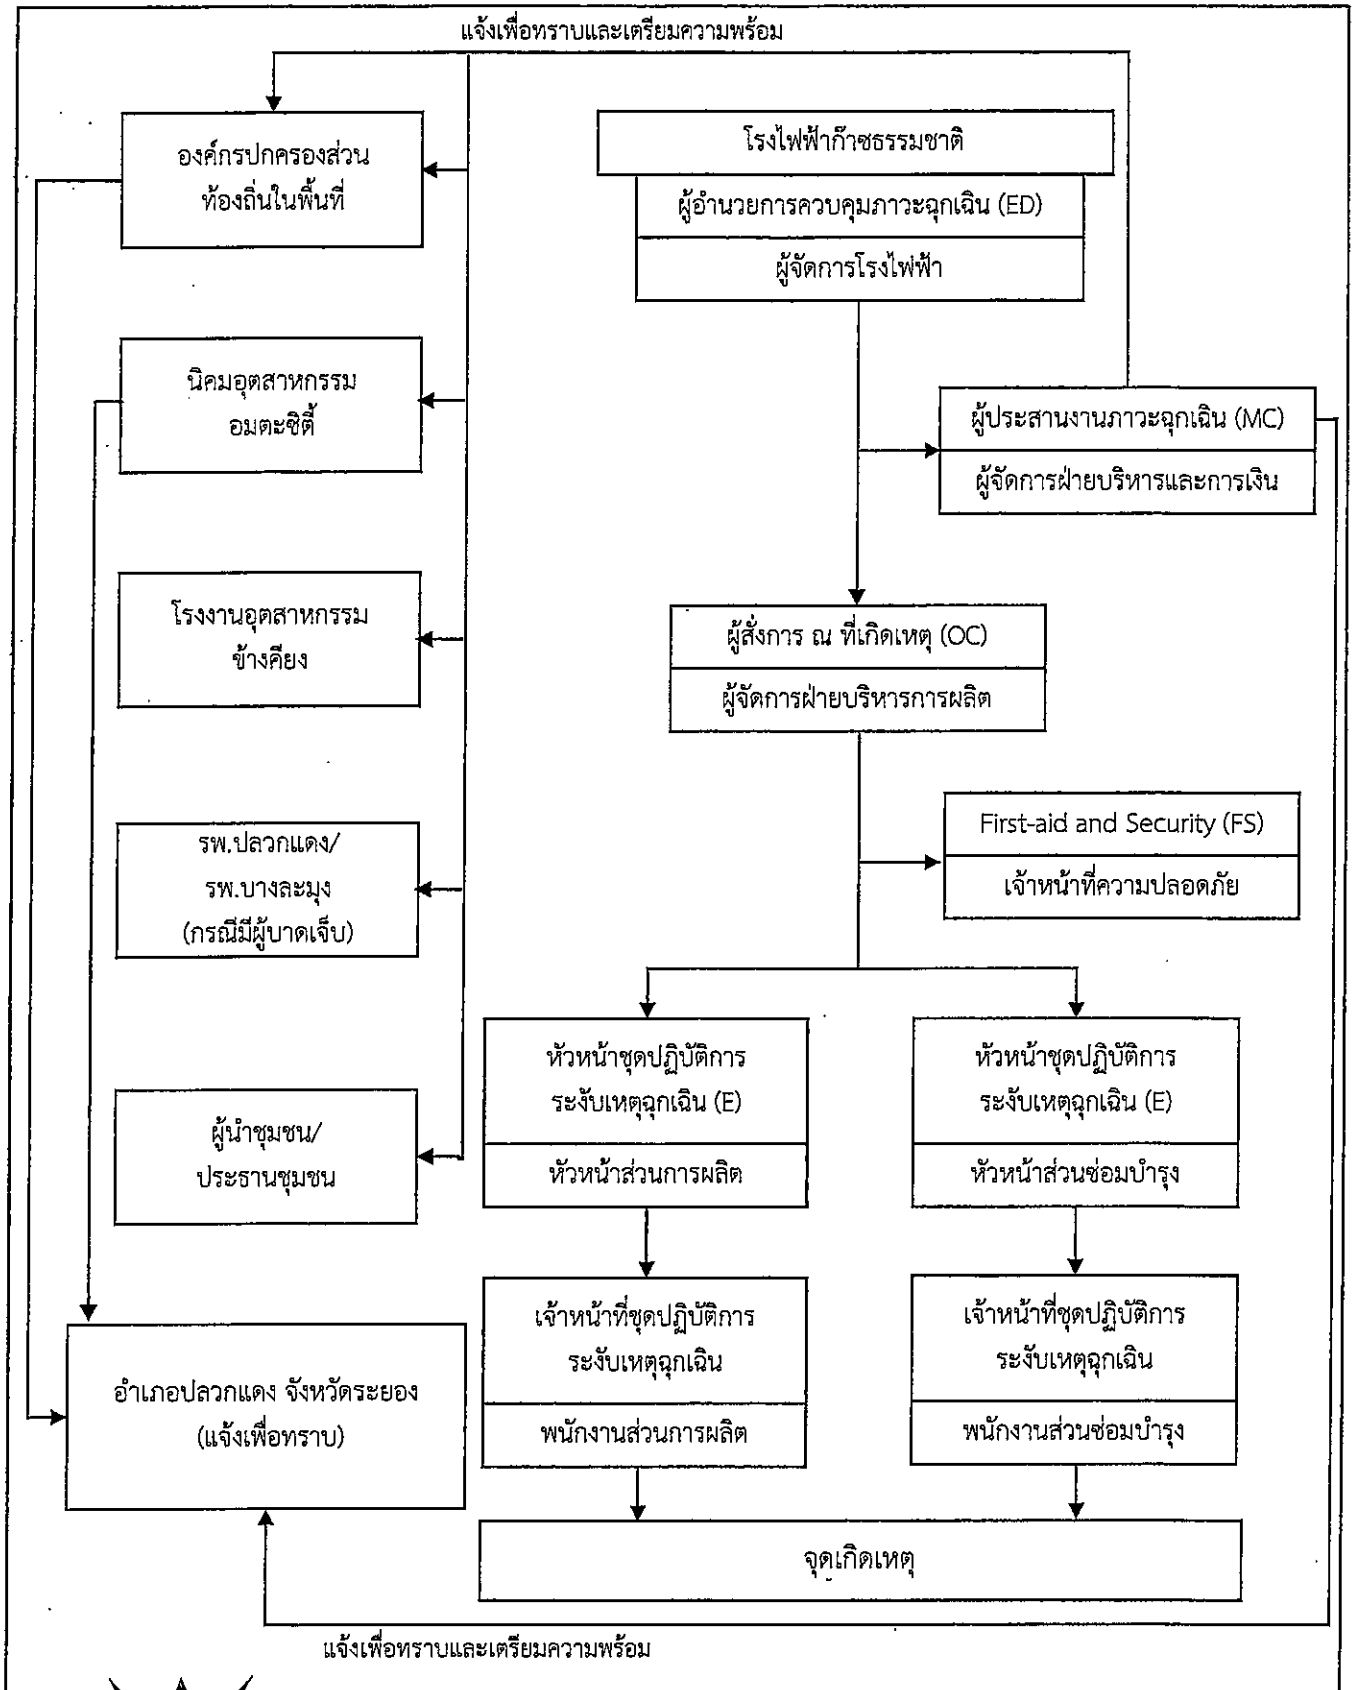 แจ้งเพื่อทราบและเตรียมความพร้อม
องค์กรปกครองส่วน
ท้องถิ่นในพื้นที่
โรงไฟฟ้าก๊าซธรรมชาติ
ผู้อำนวยการควบคุมภาวะฉุกเฉิน (ED)
ผู้จัดการโรงไฟฟ้า
นิคมอุตสาหกรรม
อมตะซิตี้
ผู้ประสานงานภาวะฉุกเฉิน (MC)
ผู้จัดการฝ่ายบริหารและการเงิน
โรงงานอุตสาหกรรม
ข้างคียง
ผู้สั่งการ ณ ที่เกิดเหตุ (OC)
ผู้จัดการฝ่ายบริหารการผลิต
รพ.ปลวกแดง/
รพ.บางละมุง
(กรณีมีผู้บาดเจ็บ)
First-aid and Security (FS)
เจ้าหน้าที่ความปลอดภัย
ผู้นำชุมชน/
ประธานชุมชน
หัวหน้าชุดปฏิบัติการ
ระงับเหตุฉุกเฉิน (E)
หัวหน้าส่วนการผลิต
หัวหน้าชุดปฏิบัติการ
ระงับเหตุฉุกเฉิน (E)
หัวหน้าส่วนซ่อมบำรุง
อำเภอปลวกแดง จังหวัดระยอง
(แจ้งเพื่อทราบ)
เจ้าหน้าที่ชุดปฏิบัติการ
ระงับเหตุฉุกเฉิน
พนักงานส่วนการผลิต
เจ้าหน้าที่ชุดปฏิบัติการ
ระงับเหตุฉุกเฉิน
พนักงานส่วนซ่อมบำรุง
จุดเกิดเหตุ
แจ้งเพื่อทราบและเตรียมความพร้อม